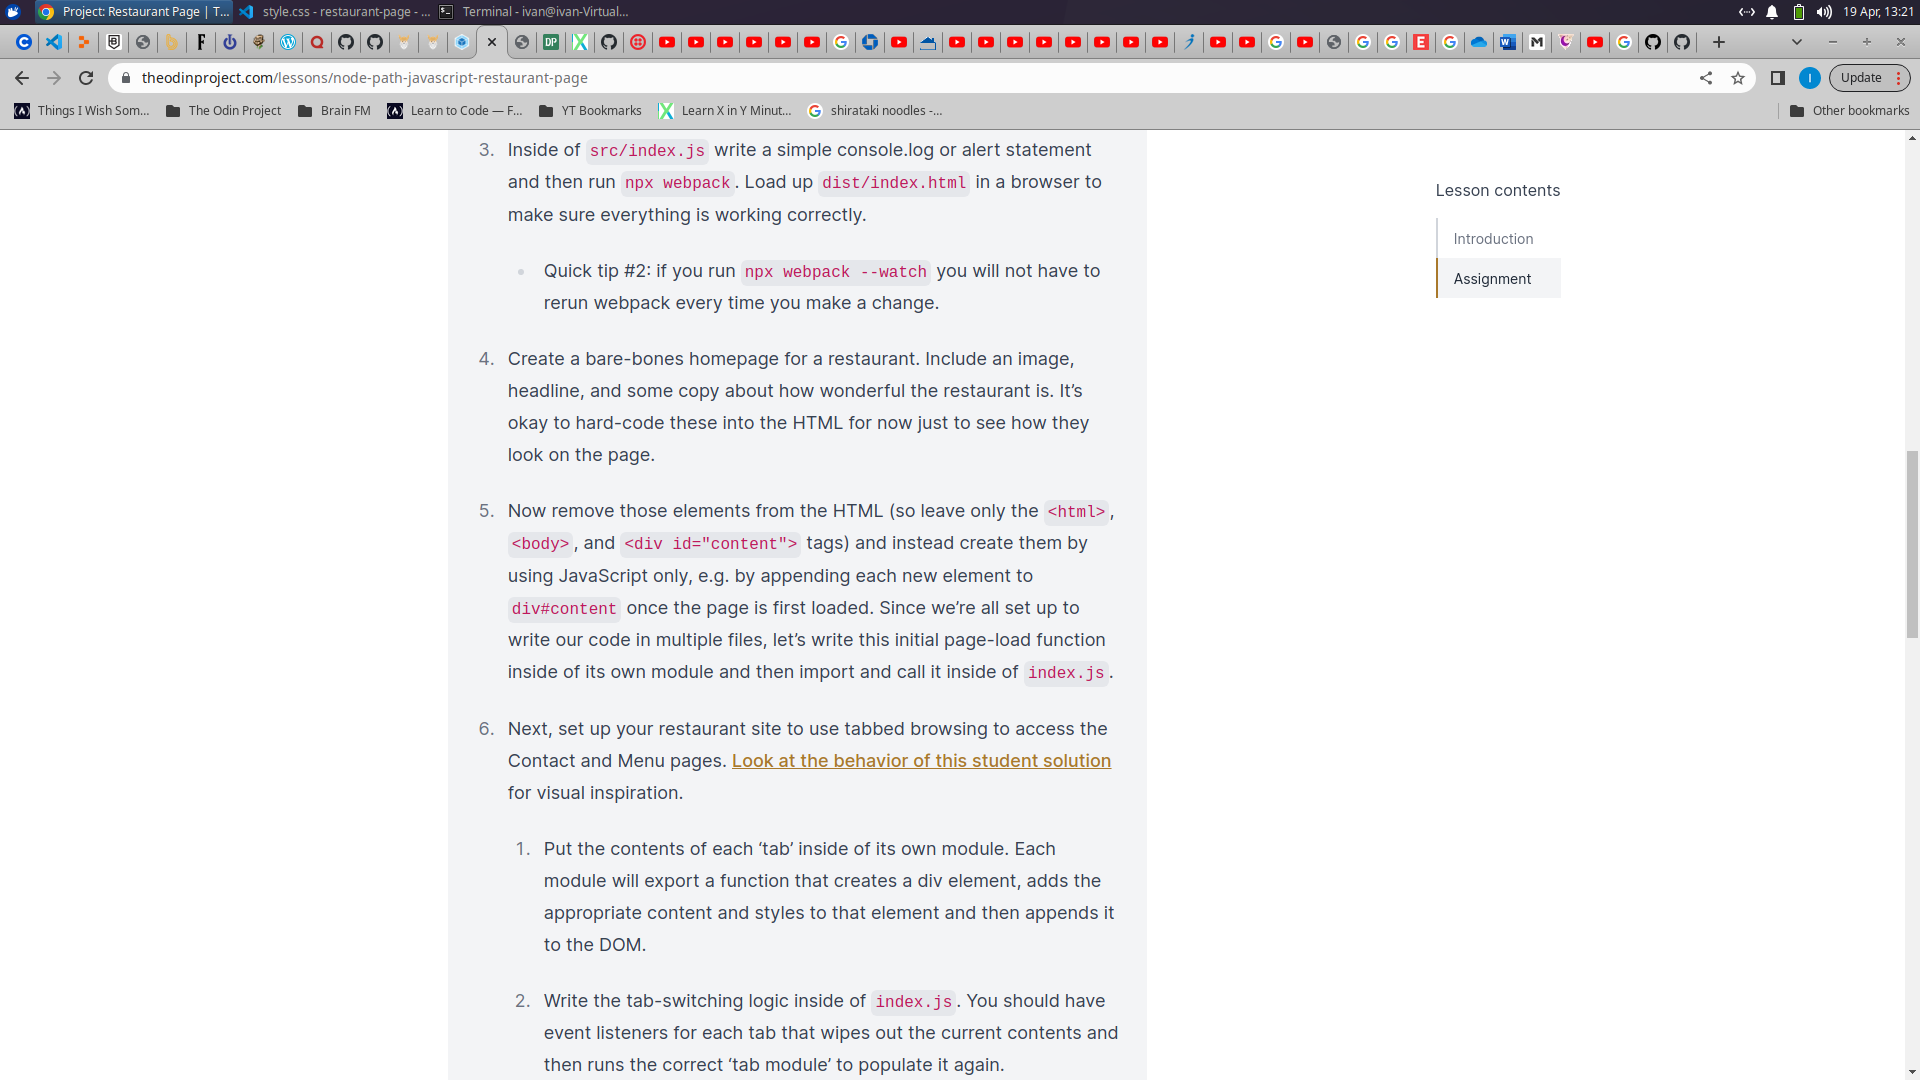 Project: Restaurant Page | T...
style.css - restaurant-page - ...
Terminal - ivan@ivan-Virtual...
19 Apr, 13:21
theodinproject.com/lessons/node-path-javascript-restaurant-page
Update
Things I Wish Som...
The Odin Project
Brain FM
Learn to Code — F...
YT Bookmarks
Learn X in Y Minut...
shirataki noodles -...
Other bookmarks
3. Inside of src/index.js write a simple console.log or alert statement
and then run npx webpack. Load up dist/index.html in a browser to
make sure everything is working correctly.
Quick tip #2: if you run npx webpack --watch you will not have to
rerun webpack every time you make a change.
4. Create a bare-bones homepage for a restaurant. Include an image,
headline, and some copy about how wonderful the restaurant is. It’s
okay to hard-code these into the HTML for now just to see how they
look on the page.
5. Now remove those elements from the HTML (so leave only the <html>,
<body>, and <div id="content"> tags) and instead create them by
using JavaScript only, e.g. by appending each new element to
div#content once the page is first loaded. Since we’re all set up to
write our code in multiple files, let’s write this initial page-load function
inside of its own module and then import and call it inside of index.js.
6. Next, set up your restaurant site to use tabbed browsing to access the
Contact and Menu pages. Look at the behavior of this student solution
for visual inspiration.
1. Put the contents of each ‘tab’ inside of its own module. Each
module will export a function that creates a div element, adds the
appropriate content and styles to that element and then appends it
to the DOM.
2. Write the tab-switching logic inside of index.js. You should have
event listeners for each tab that wipes out the current contents and
then runs the correct ‘tab module’ to populate it again.
Lesson contents
Introduction
Assignment